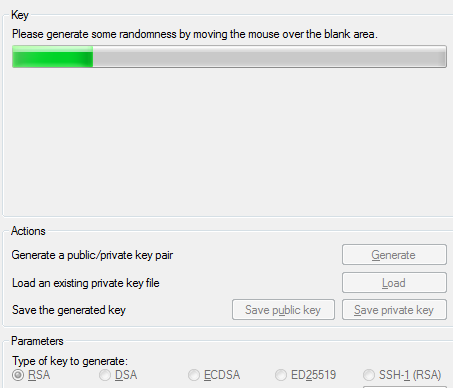 Key
Please generate some randomness by moving the mouse over the blank area.
Actions
Generate a public/private key pair Generate
Load an existing private key file Load
Save the generated key Save public key Save private key
Parameters
Type of key to generate:
RSA DSA ECDSA ED25519 SSH-1 (RSA)